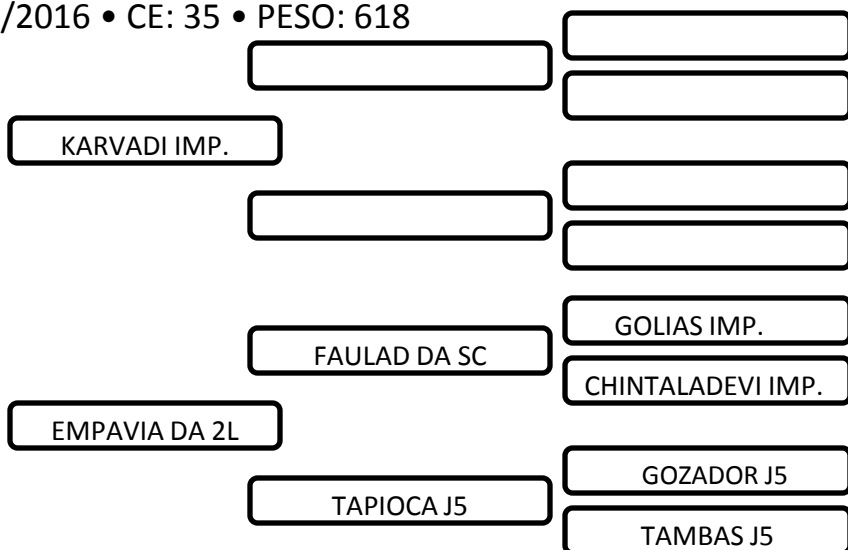 /2016 • CE: 35 • PESO: 618
KARVADI IMP.
GOLIAS IMP.
FAULAD DA SC
CHINTALADEVI IMP.
EMPAVIA DA 2L
GOZADOR J5
TAPIOCA J5
TAMBAS J5